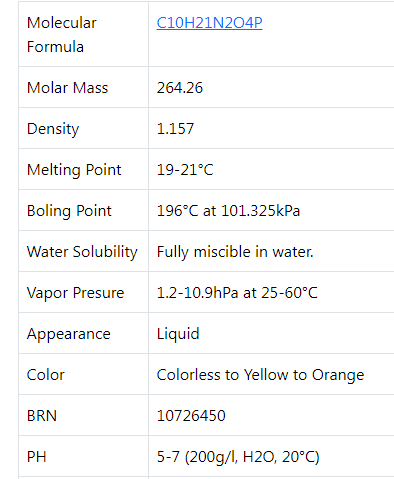 Molecular
Formula
C10H21N2O4P
Molar Mass
264.26
Density
1.157
Melting Point
19-21°C
Boling Point
196°C at 101.325kPa
Water Solubility
Fully miscible in water.
Vapor Presure
1.2-10.9hPa at 25-60°C
Appearance
Liquid
Color
Colorless to Yellow to Orange
BRN
10726450
PH
5-7 (200g/l, H2O, 20°C)